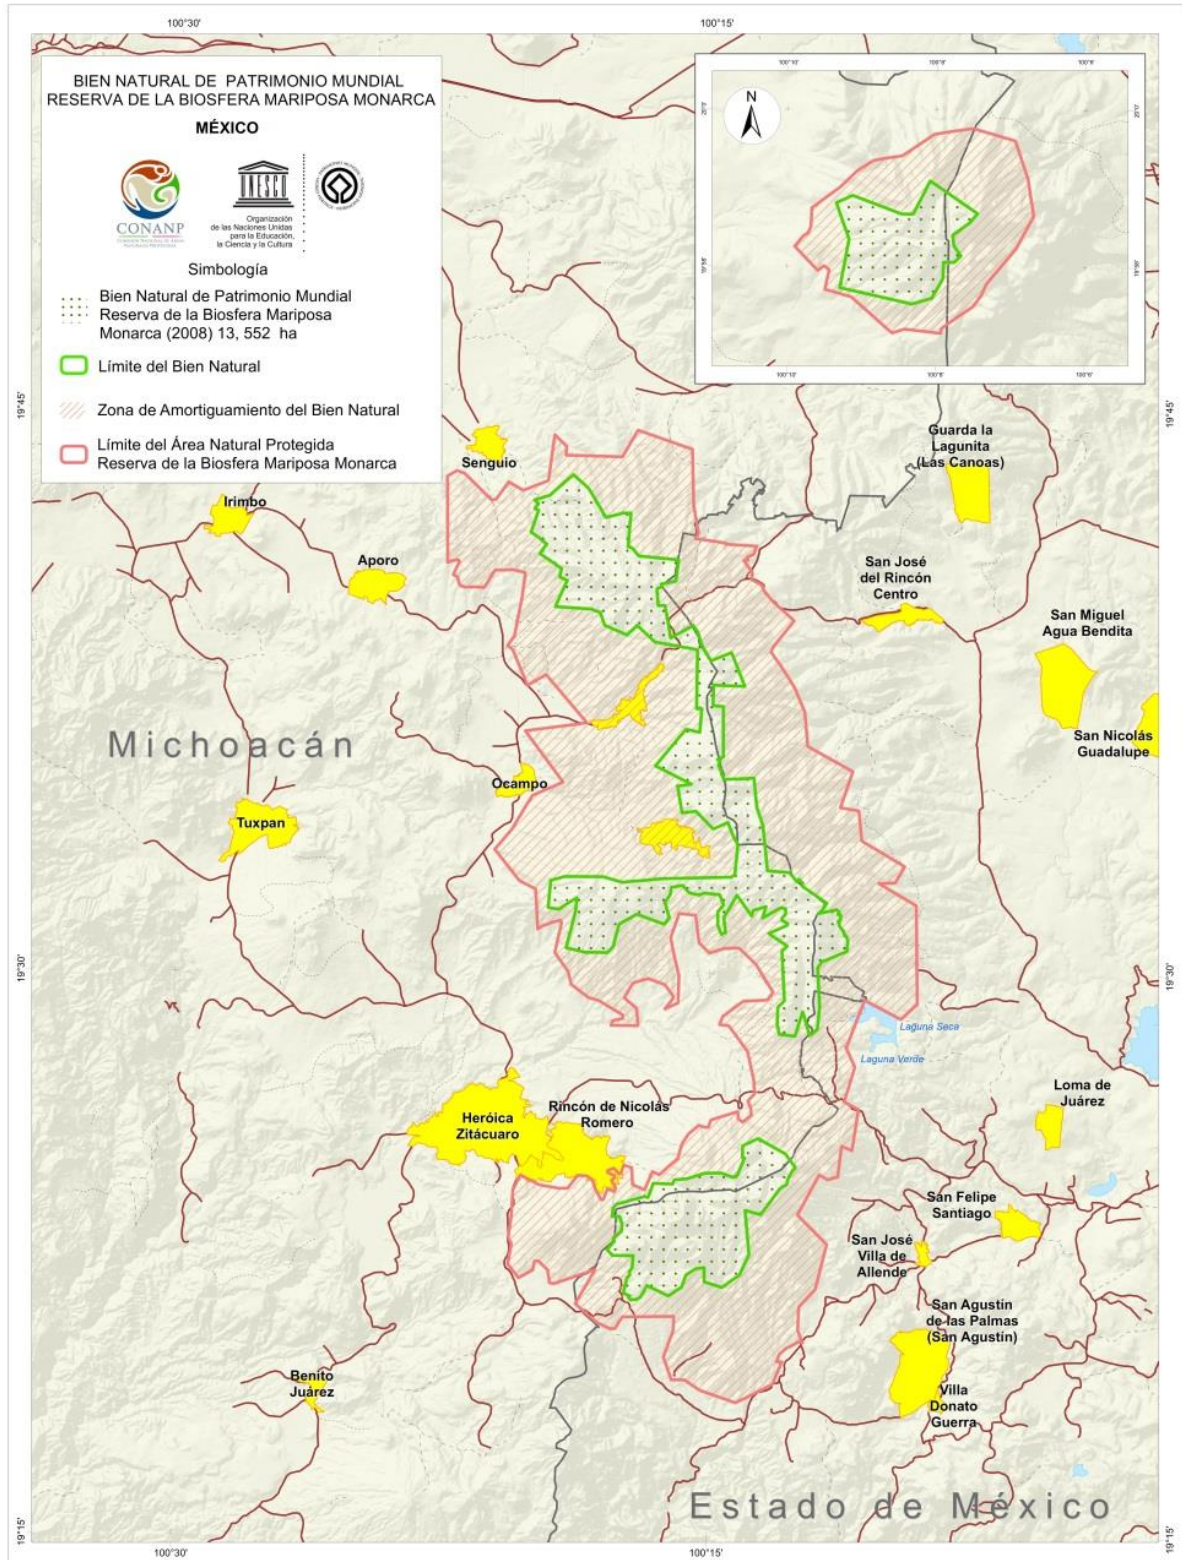 100°30'
100°15'
BIEN NATURAL DE PATRIMONIO MUNDIAL
RESERVA DE LA BIOSFERA MARIPOSA MONARCA
MÉXICO
CONANP
COMISIÓN NACIONAL DE ÁREAS
NATURALES PROTEGIDAS
UNESCO
Organización
de las Naciones Unidas
para la Educación,
la Ciencia y la Cultura
Simbología
Bien Natural de Patrimonio Mundial
Reserva de la Biosfera Mariposa
Monarca (2008) 13, 552 ha
Límite del Bien Natural
Zona de Amortiguamiento del Bien Natural
Límite del Área Natural Protegida
Reserva de la Biosfera Mariposa Monarca
N
19°45'
19°45'
Senguio
Guarda la
Lagunita
(Las Canoas)
Irimbo
Aporo
San José
del Rincón
Centro
San Miguel
Agua Bendita
Michoacán
San Nicolás
Guadalupe
Ocampo
Tuxpan
19°30'
19°30'
Laguna Seca
Laguna Verde
Heróica
Zitácuaro
Rincón de Nicolás
Romero
Loma de
Juárez
San Felipe
Santiago
San José
Villa de
Allende
San Agustín
de las Palmas
(San Agustín)
Benito
Juárez
Villa
Donato
Guerra
Estado de México
19°15'
19°15'
100°30'
100°15'